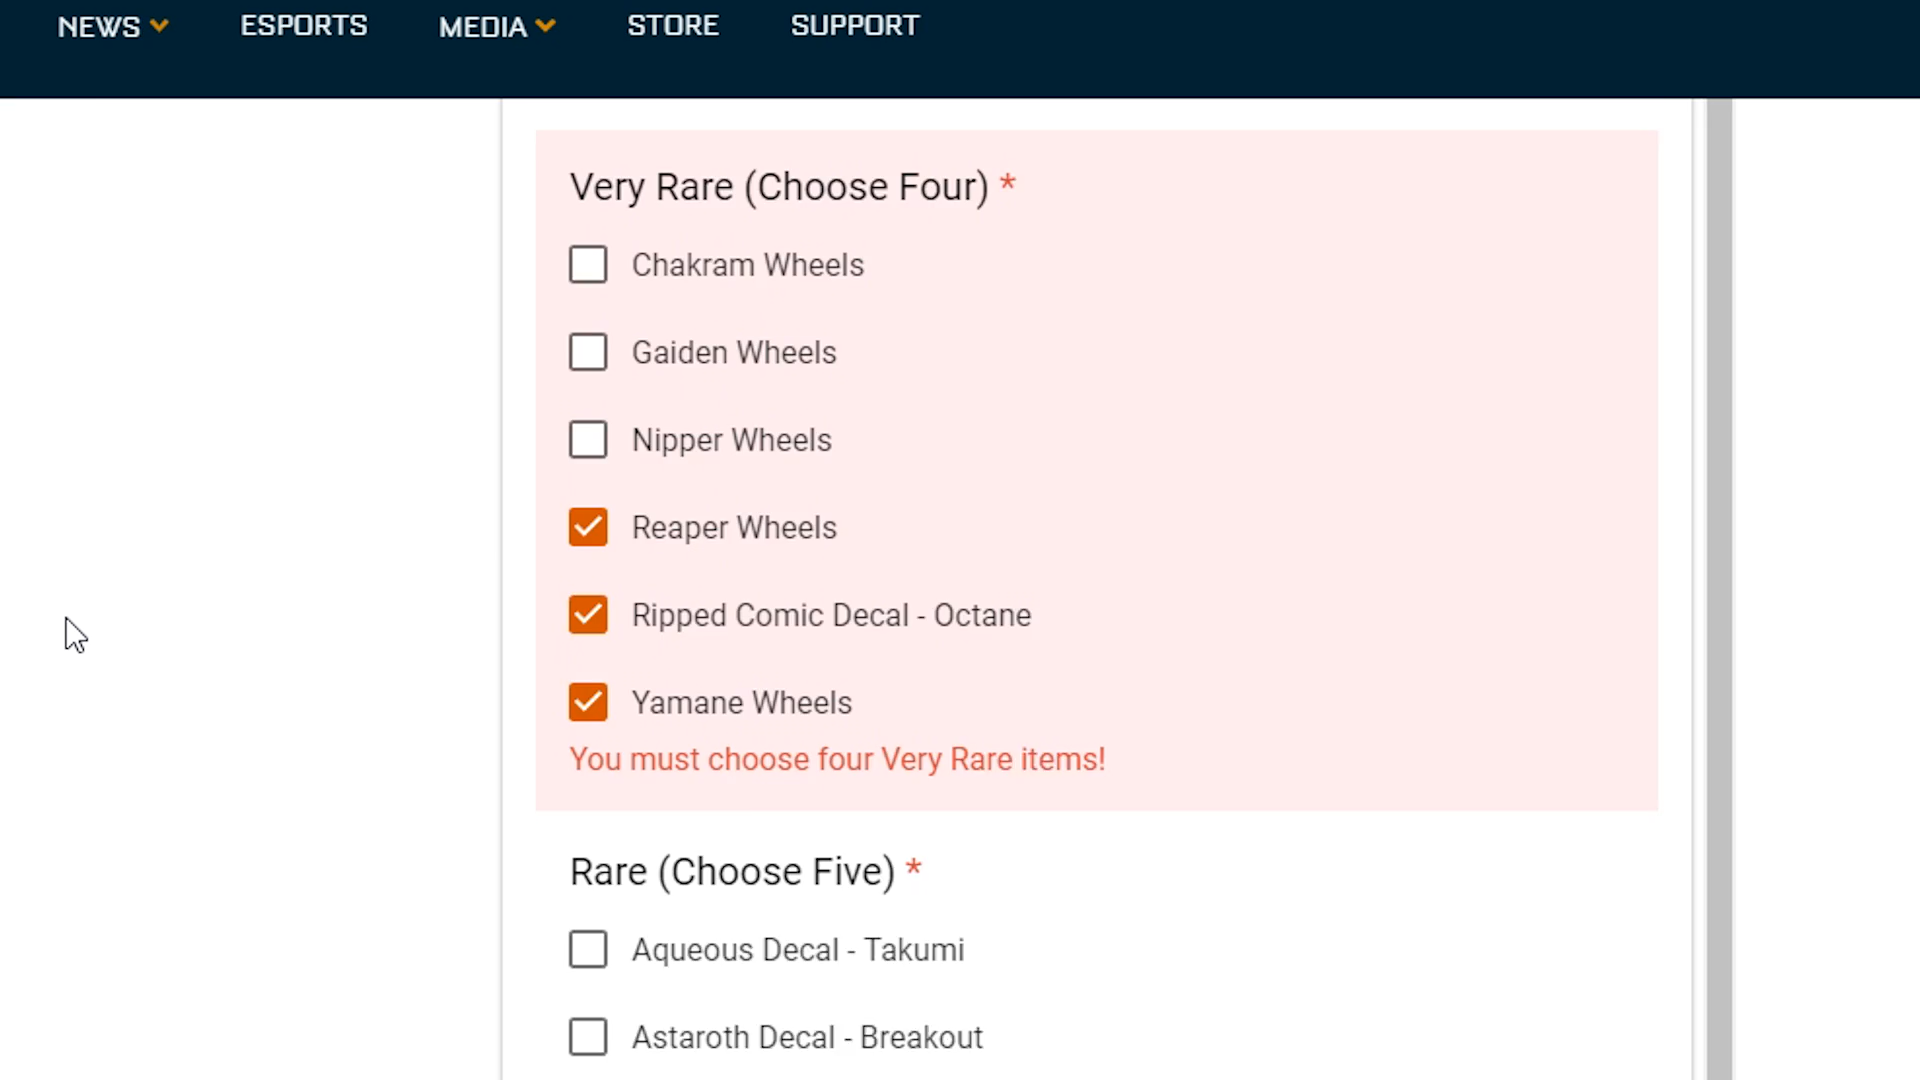 NEWS ESPORTS MEDIA STORE SUPPORT
Very Rare (Choose Four) *
Chakram Wheels
Gaiden Wheels
Nipper Wheels
Reaper Wheels
Ripped Comic Decal - Octane
Yamane Wheels
You must choose four Very Rare items!
Rare (Choose Five) *
Aqueous Decal - Takumi
Astaroth Decal - Breakout